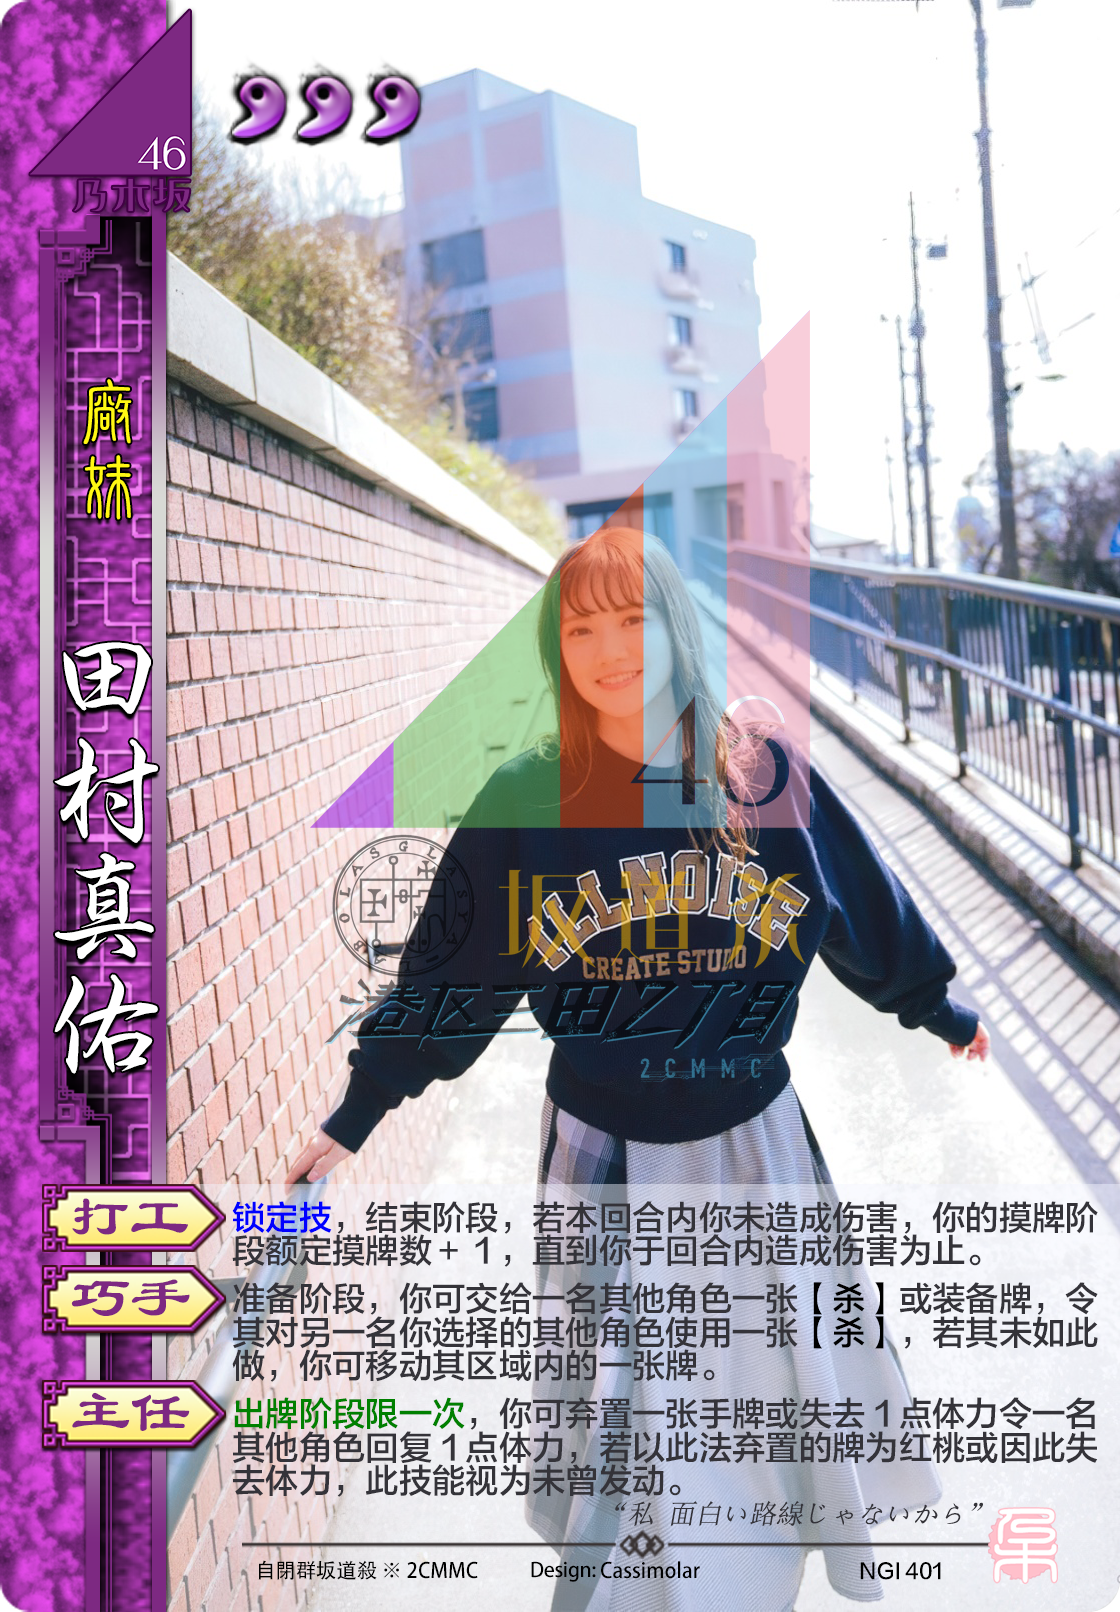 46
乃木坂
廠妹
田村真佑
46
GLASYALABOLAS
ILLNOISE
CREATE STUDIO
坂道杀
港区三田2丁目
2CMMC
打工
锁定技，结束阶段，若本回合内你未造成伤害，你的摸牌阶
段额定摸牌数＋１，直到你于回合内造成伤害为止。
巧手
准备阶段，你可交给一名其他角色一张【杀】或装备牌，令
其对另一名你选择的其他角色使用一张【杀】，若其未如此
做，你可移动其区域内的一张牌。
主任
出牌阶段限一次，你可弃置一张手牌或失去１点体力令一名
其他角色回复１点体力，若以此法弃置的牌为红桃或因此失
去体力，此技能视为未曾发动。
“私 面白い路線じゃないから”
自閉群坂道殺 ※ 2CMMC Design: Cassimolar NGI 401